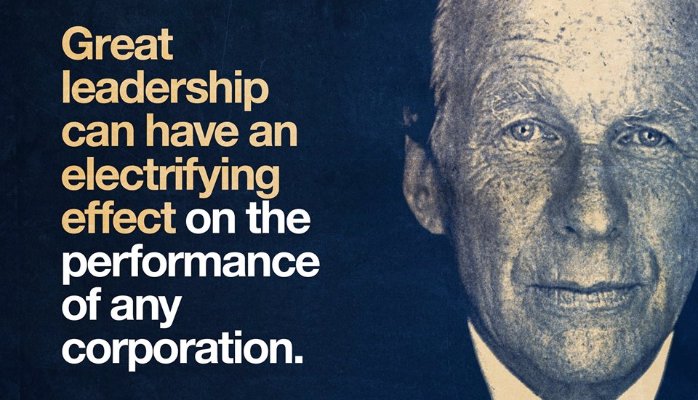 Great
leadership
can have an
electrifying
effect on the
performance
of any
corporation.